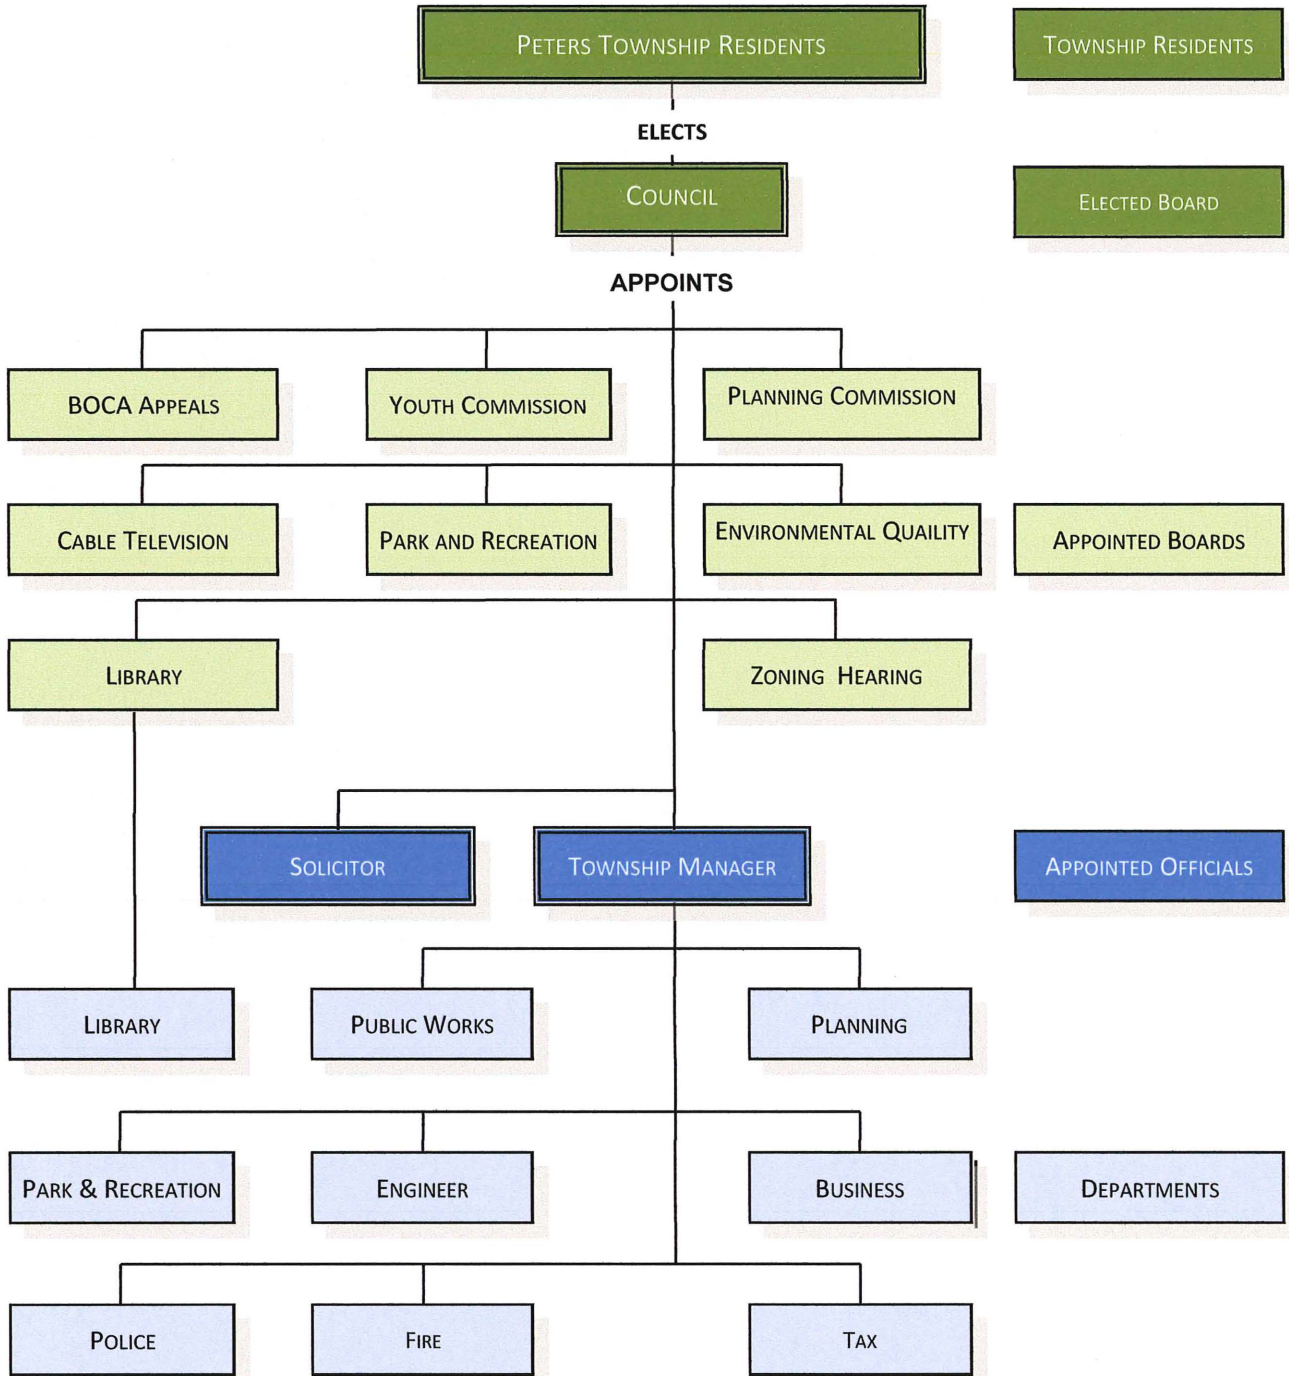 PETERS TOWNSHIP RESIDENTS
TOWNSHIP RESIDENTS
ELECTS
COUNCIL
ELECTED BOARD
APPOINTS
BOCA APPEALS
YOUTH COMMISSION
PLANNING COMMISSION
CABLE TELEVISION
PARK AND RECREATION
ENVIRONMENTAL QUAILITY
APPOINTED BOARDS
LIBRARY
ZONING HEARING
SOLICITOR
TOWNSHIP MANAGER
APPOINTED OFFICIALS
LIBRARY
PUBLIC WORKS
PLANNING
PARK & RECREATION
ENGINEER
BUSINESS
DEPARTMENTS
POLICE
FIRE
TAX